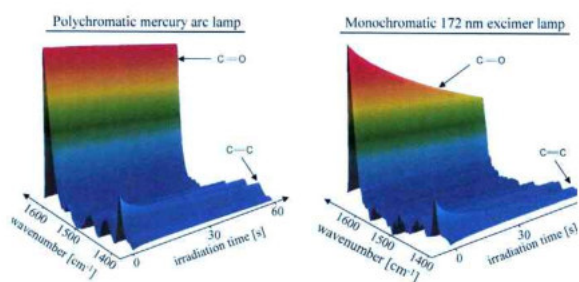 Polychromatic mercury arc lamp
C=O
C=C
1600
1500
1400
wavenumber [cm⁻¹]
0
30
60
irradiation time [s]
Monochromatic 172 nm excimer lamp
C=O
C=C
1600
1500
1400
wavenumber [cm⁻¹]
0
30
irradiation time [s]